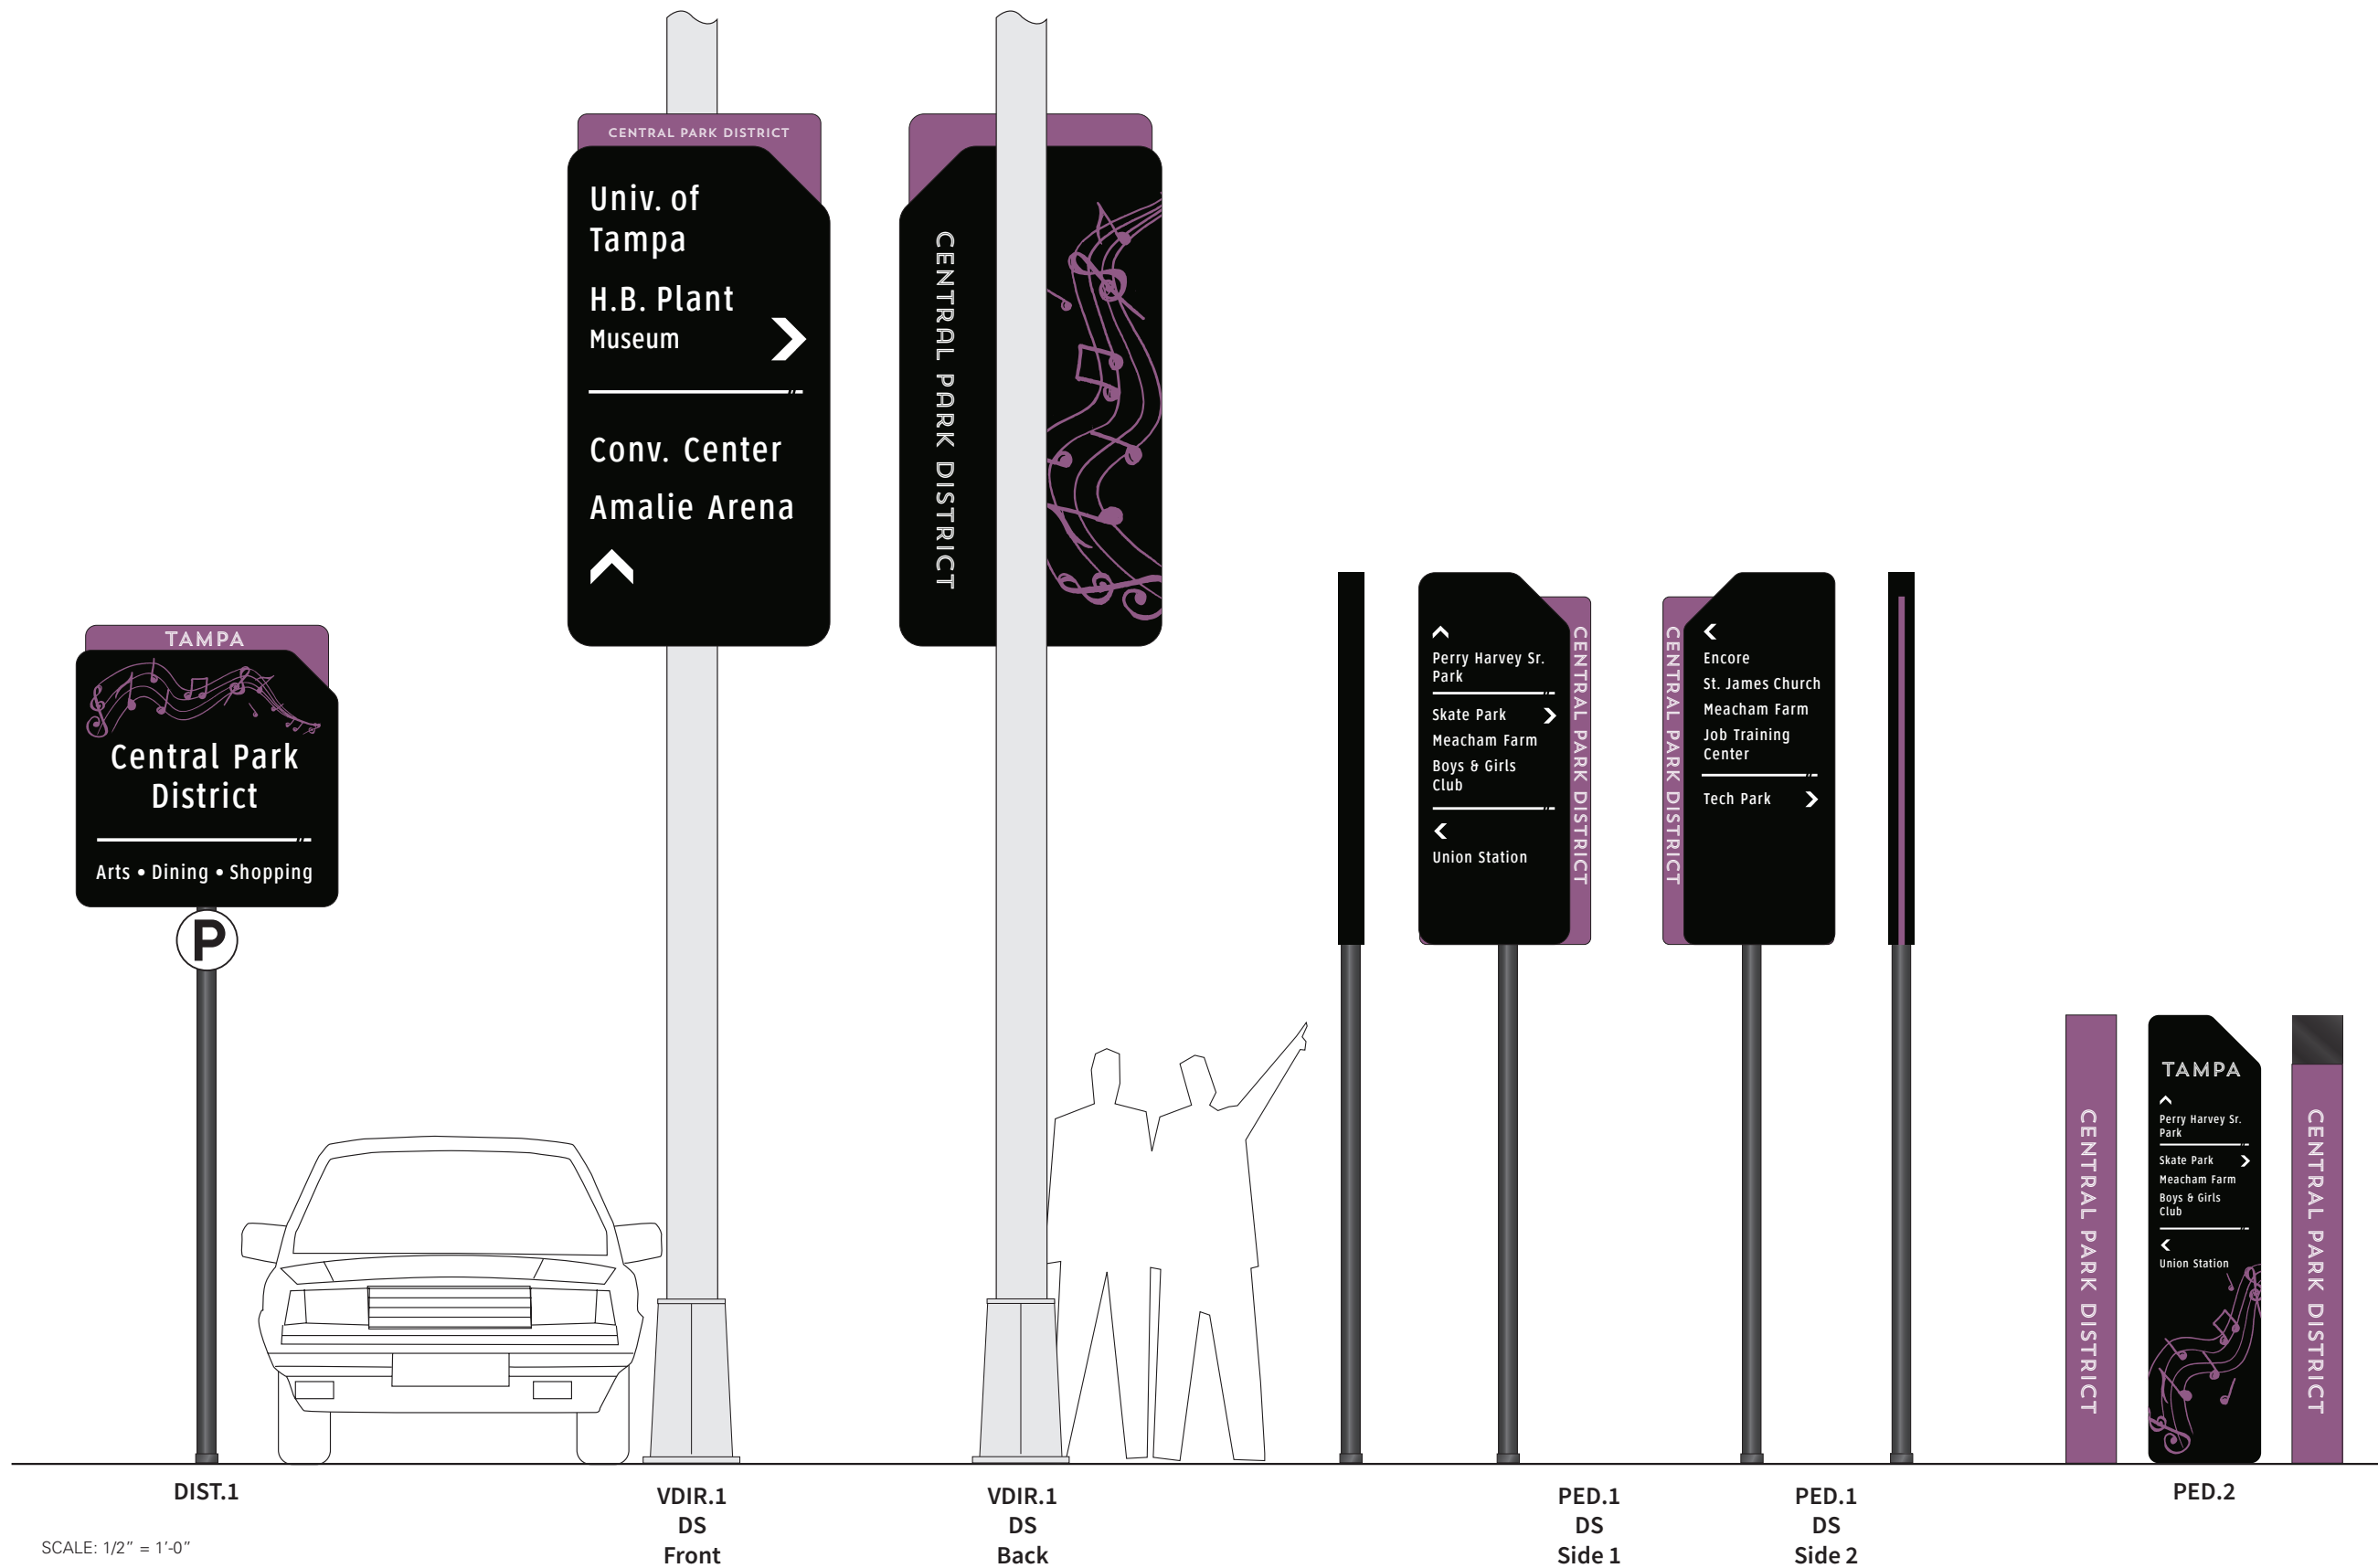 TAMPA
Central Park
District
Arts • Dining • Shopping
P
CENTRAL PARK DISTRICT
Univ. of
Tampa
H.B. Plant
Museum
Conv. Center
Amalie Arena
CENTRAL PARK DISTRICT
Perry Harvey Sr.
Park
Skate Park
Meacham Farm
Boys & Girls
Club
Union Station
CENTRAL PARK DISTRICT
CENTRAL PARK DISTRICT
Encore
St. James Church
Meacham Farm
Job Training
Center
Tech Park
CENTRAL PARK DISTRICT
TAMPA
Perry Harvey Sr.
Park
Skate Park
Meacham Farm
Boys & Girls
Club
Union Station
CENTRAL PARK DISTRICT
DIST.1
VDIR.1
DS
Front
VDIR.1
DS
Back
PED.1
DS
Side 1
PED.1
DS
Side 2
PED.2
SCALE: 1/2" = 1'-0"